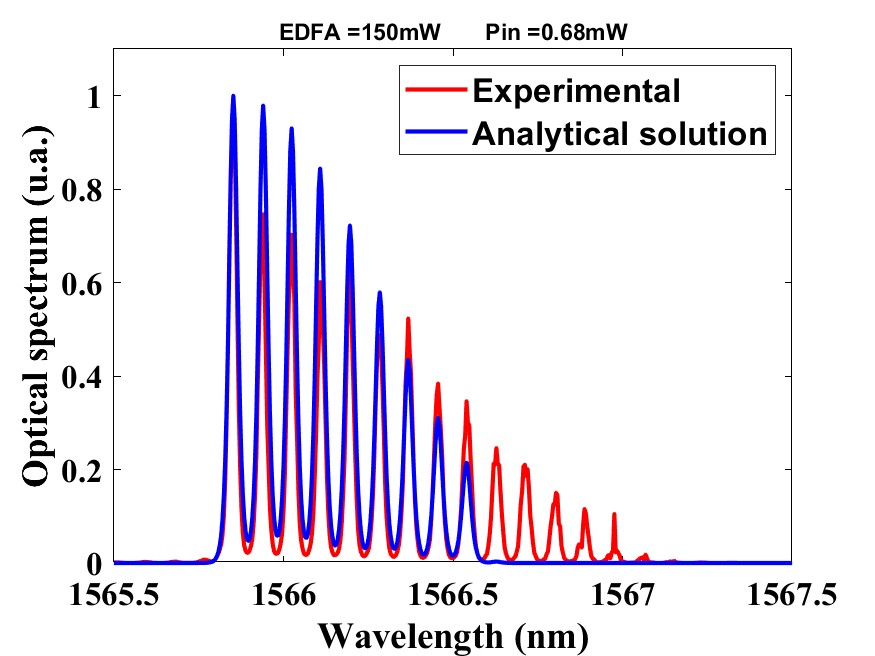 EDFA =150mW Pin =0.68mW
Experimental
Analytical solution
Optical spectrum (u.a.)
1
0.8
0.6
0.4
0.2
0
1565.5 1566 1566.5 1567 1567.5
Wavelength (nm)